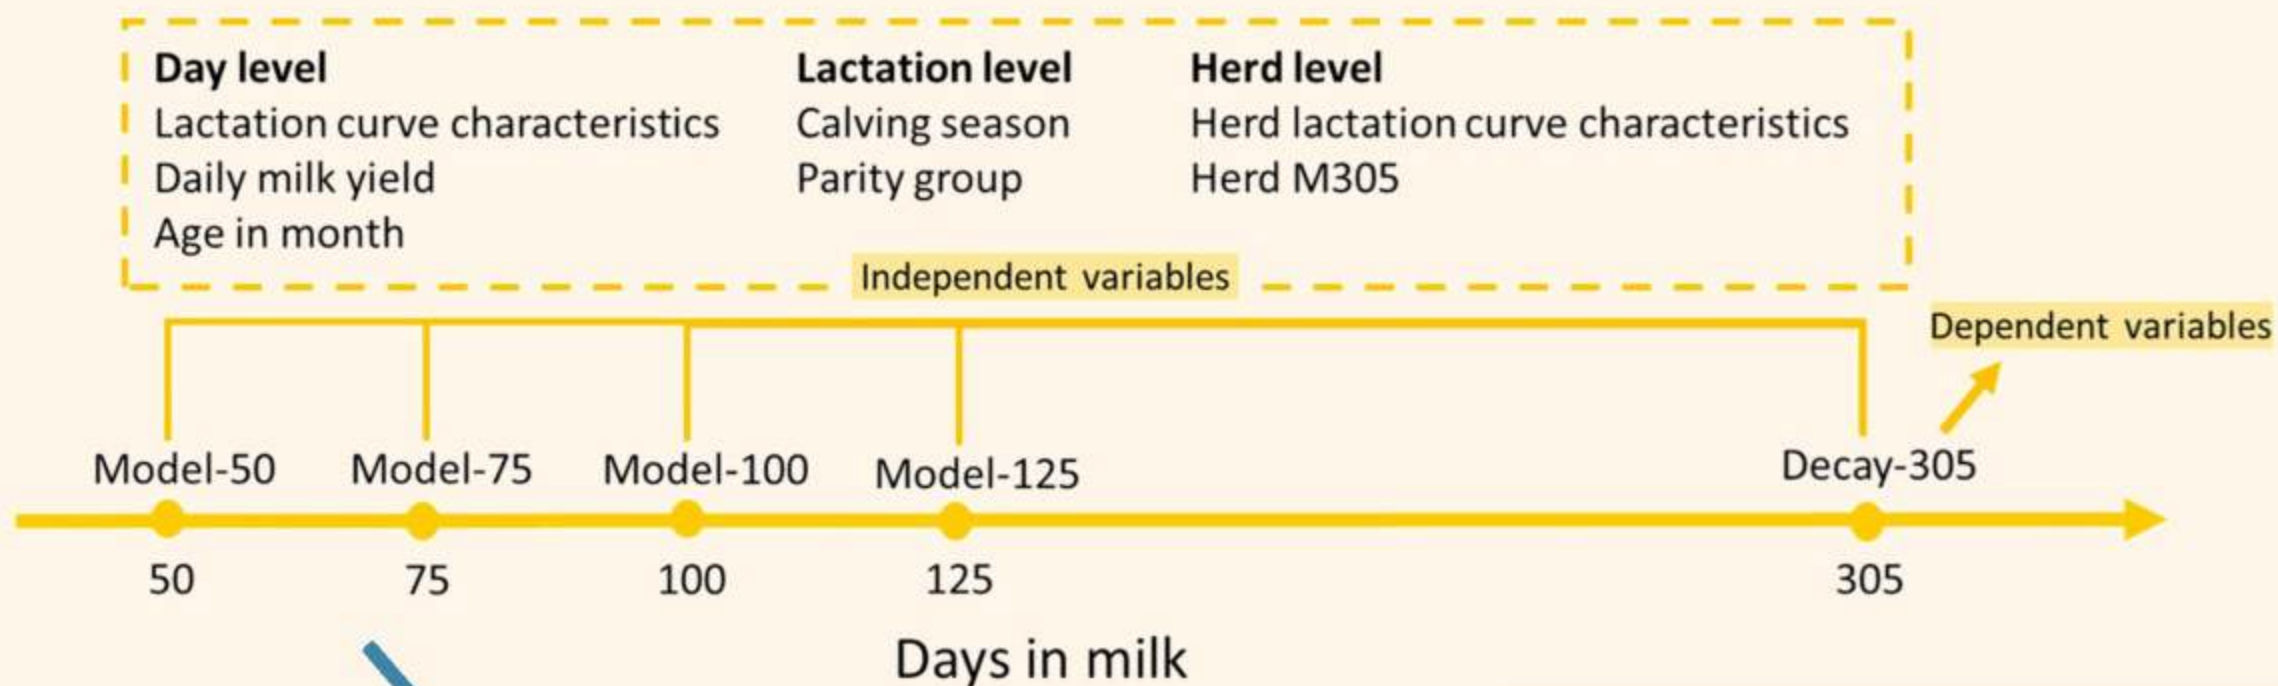 Day level
Lactation curve characteristics
Daily milk yield
Age in month
Lactation level
Calving season
Parity group
Herd level
Herd lactation curve characteristics
Herd M305
Independent variables
Dependent variables
Model-50
Model-75
Model-100
Model-125
Decay-305
50
75
100
125
305
Days in milk